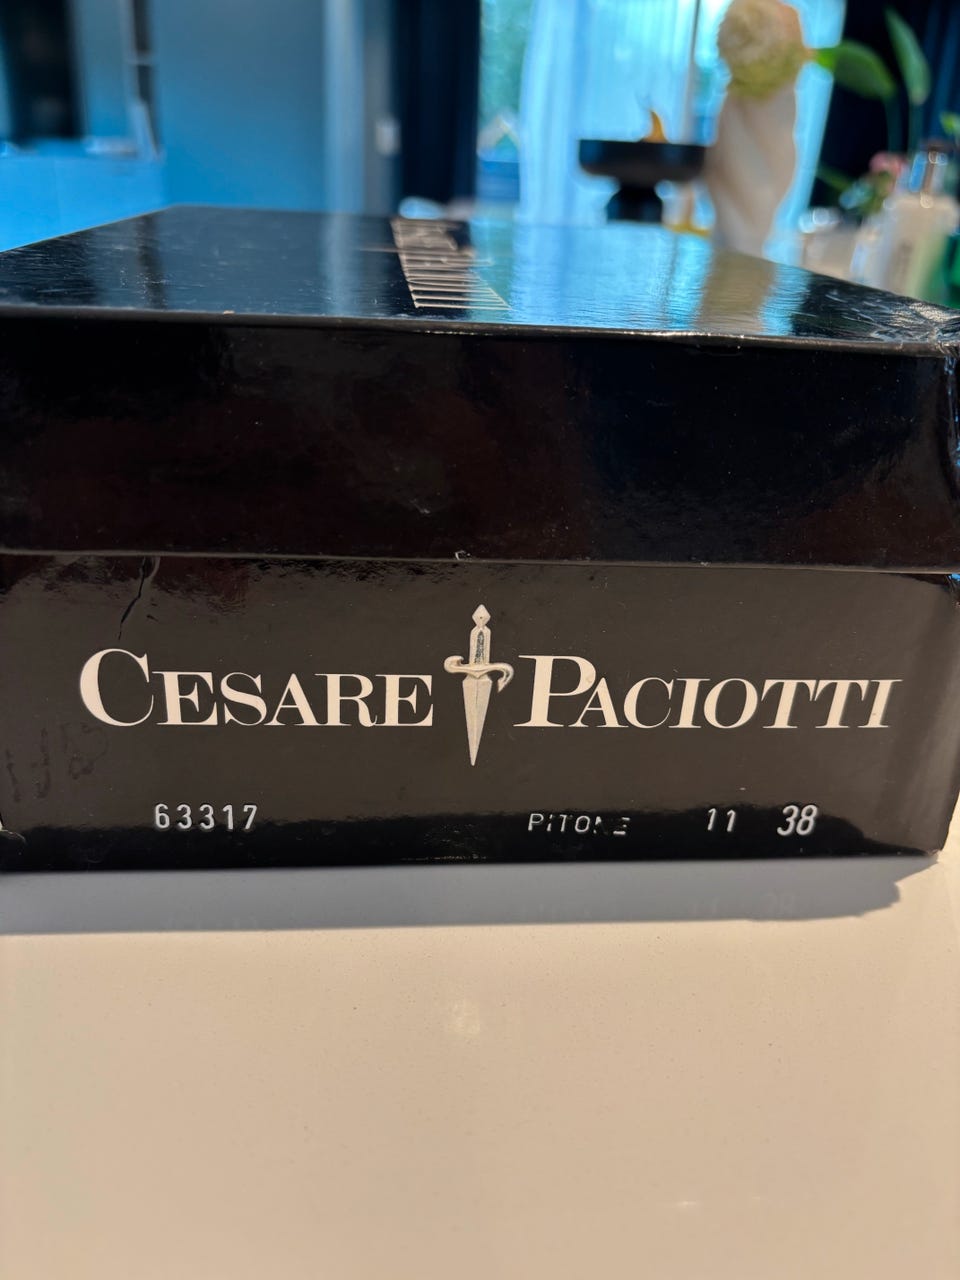 CESARE PACIOTTI
63317 PITONE 11 38